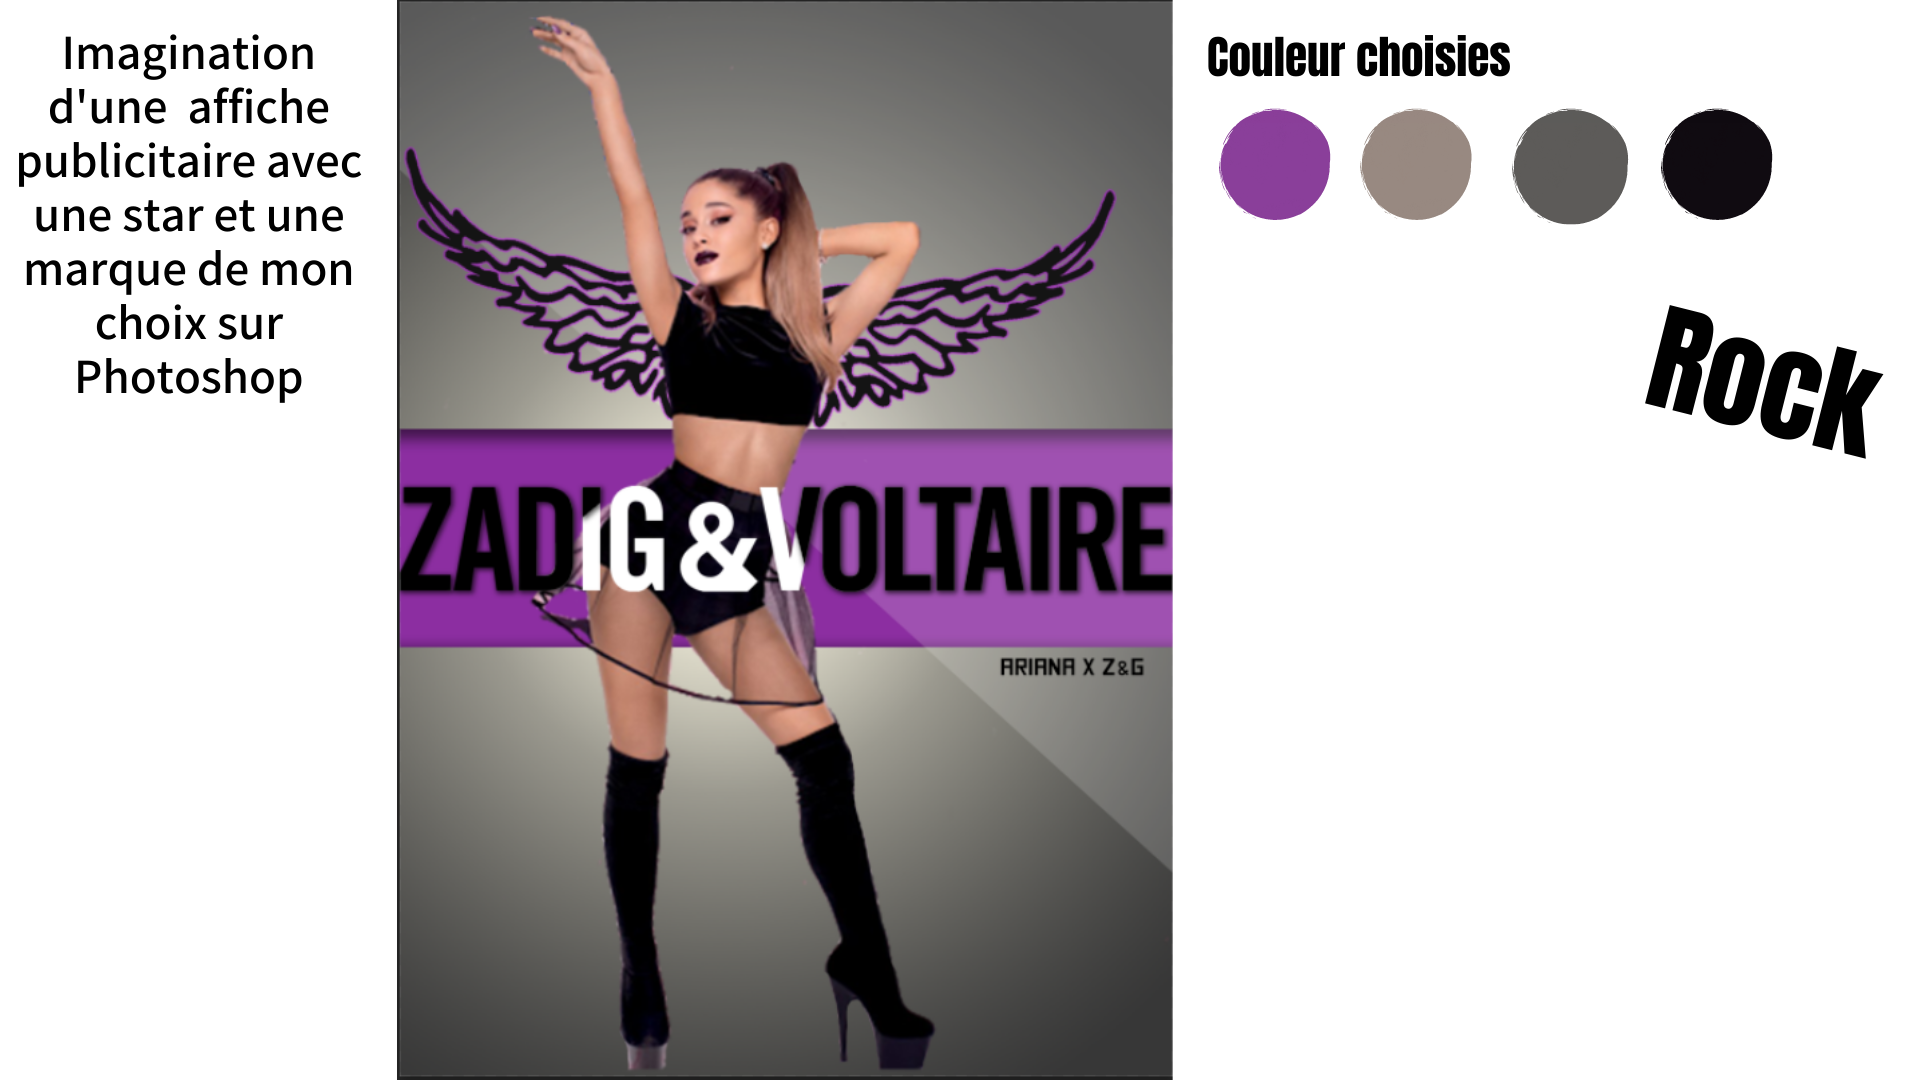 Imagination
d'une affiche
publicitaire avec
une star et une
marque de mon
choix sur
Photoshop
Couleur choisies
Rock
ZADIG & VOLTAIRE
ARIANA X Z&G